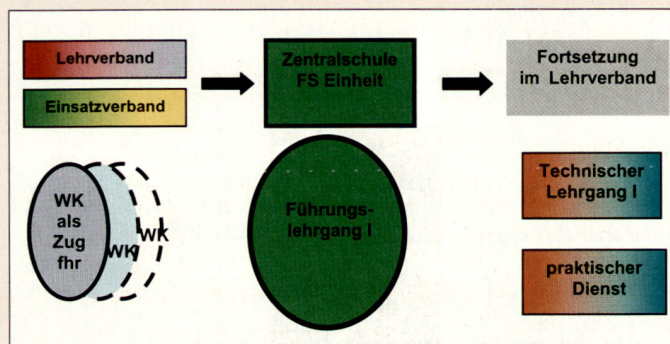 Lehrverband
Einsatzverband
Zentralschule
FS Einheit
Fortsetzung
im Lehrverband
WK
als
Zug
fhr
WK
WK
Führungs-
lehrgang I
Technischer
Lehrgang I
praktischer
Dienst